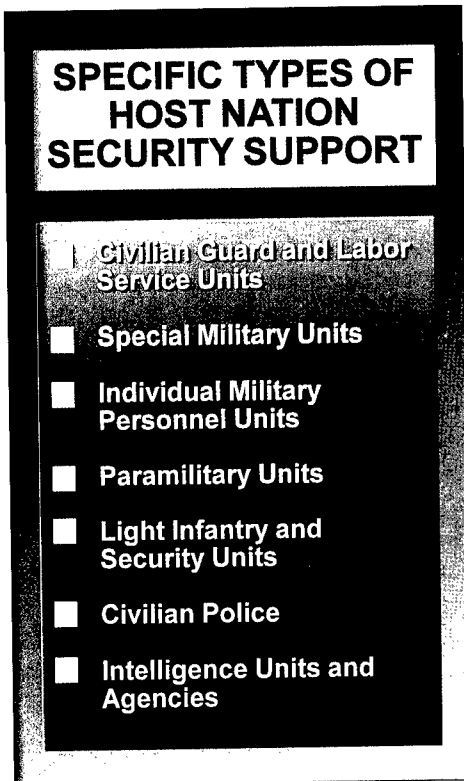 SPECIFIC TYPES OF
HOST NATION
SECURITY SUPPORT
Civilian Guard and Labor
Service Units
Special Military Units
Individual Military
Personnel Units
Paramilitary Units
Light Infantry and
Security Units
Civilian Police
Intelligence Units and
Agencies